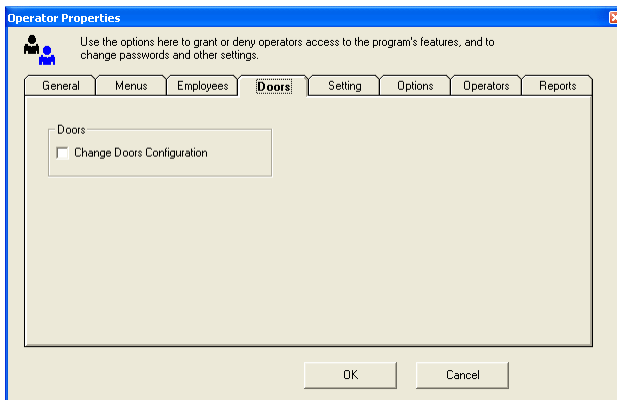 Operator Properties
Use the options here to grant or deny operators access to the program's features, and to
change passwords and other settings.
General Menus Employees Doors Setting Options Operators Reports
Doors
Change Doors Configuration
OK Cancel